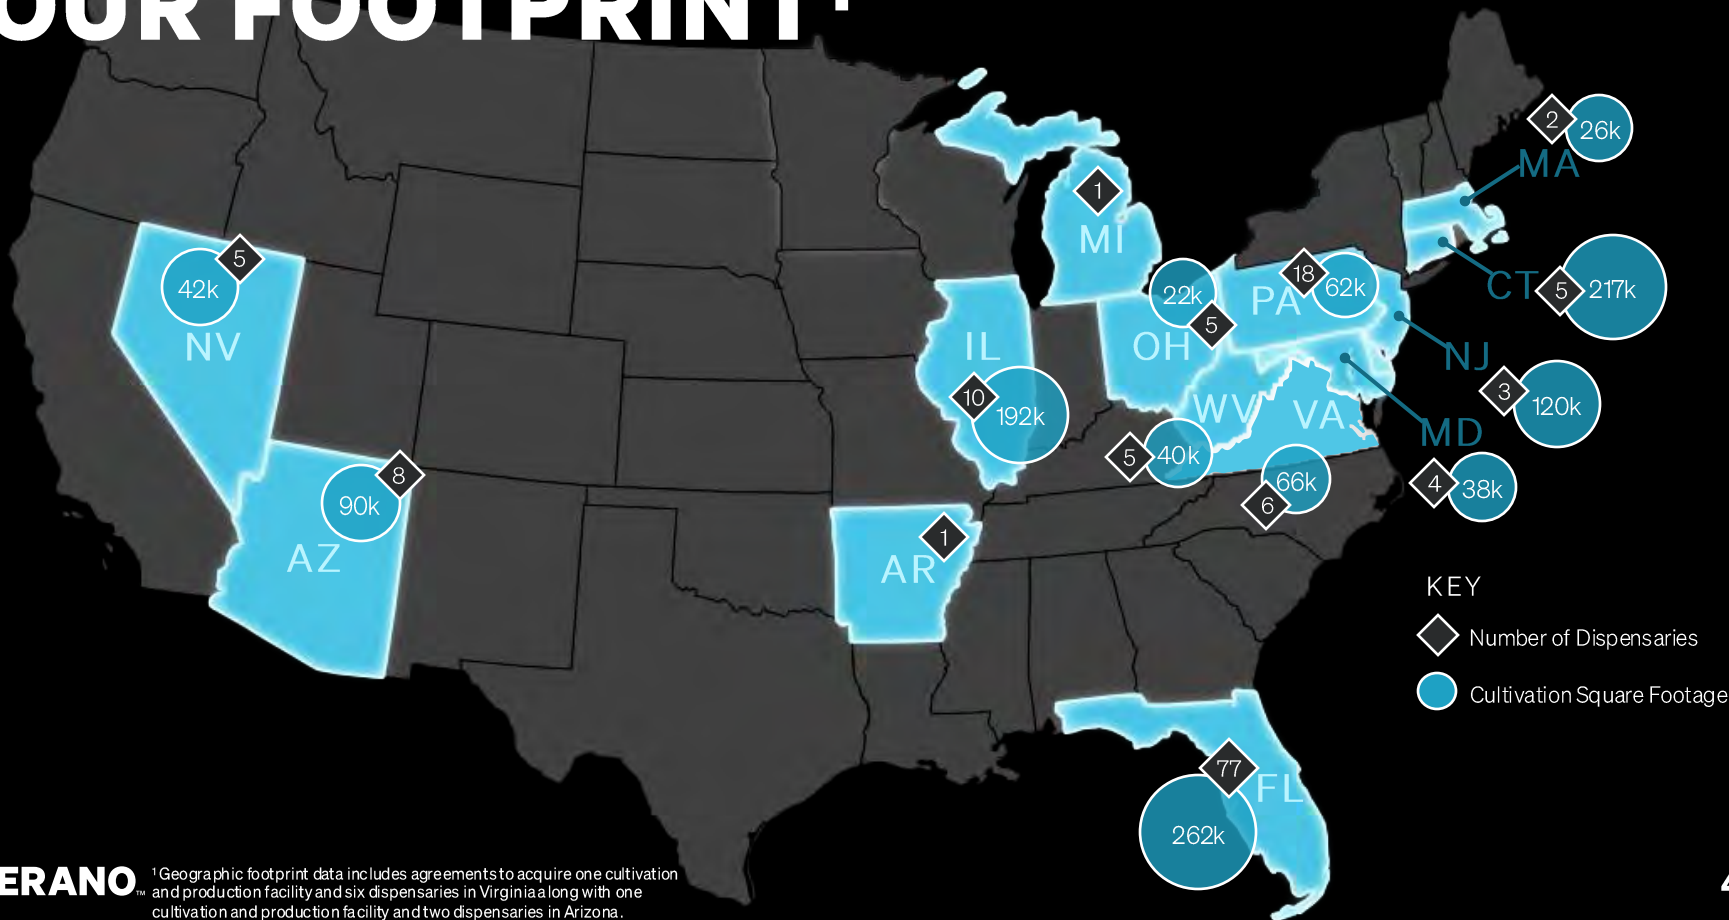 OUR FOOTPRINT¹
2
26k
MA
1
MI
5
42k
NV
18
62k
PA
22k
5
OH
CT
5
217k
NJ
IL
10
192k
3
120k
WV
VA
MD
5
40k
8
90k
AZ
66k
6
4
38k
1
AR
KEY
Number of Dispensaries
Cultivation Square Footage
77
FL
262k
ERANO™
¹ Geographic footprint data includes agreements to acquire one cultivation
and production facility and six dispensaries in Virginia along with one
cultivation and production facility and two dispensaries in Arizona.